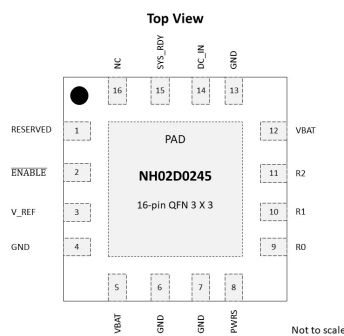 Top View
NC
SYS_RDY
DC_IN
GND
16
15
14
13
RESERVED
1
PAD
12
VBAT
ENABLE
2
NH02D0245
11
R2
V_REF
3
16-pin QFN 3 X 3
10
R1
GND
4
9
R0
5
6
7
8
VBAT
GND
GND
PWRS
Not to scale